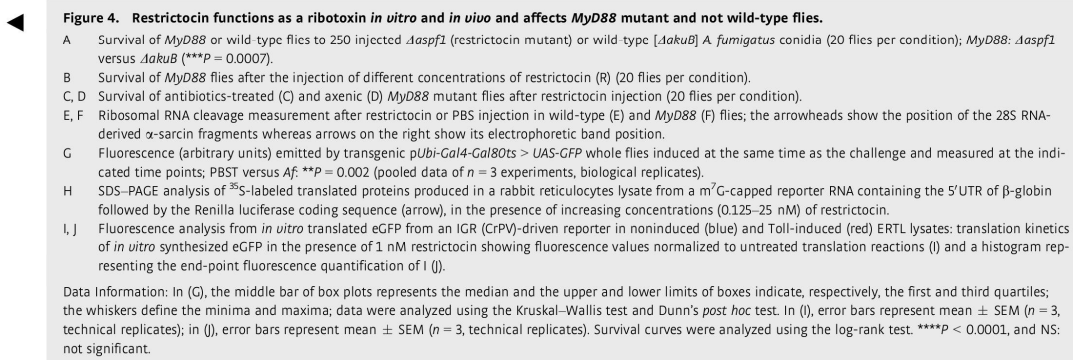 Figure 4. Restrictocin functions as a ribotoxin in vitro and in vivo and affects MyD88 mutant and not wild-type flies.
A Survival of MyD88 or wild-type flies to 250 injected Δaspf1 (restrictocin mutant) or wild-type [ΔakuB] A. fumigatus conidia (20 flies per condition); MyD88: Δaspf1
versus ΔakuB (***P = 0.0007).
B Survival of MyD88 flies after the injection of different concentrations of restrictocin (R) (20 flies per condition).
C, D Survival of antibiotics-treated (C) and axenic (D) MyD88 mutant flies after restrictocin injection (20 flies per condition).
E, F Ribosomal RNA cleavage measurement after restrictocin or PBS injection in wild-type (E) and MyD88 (F) flies; the arrowheads show the position of the 28S RNA-
derived α-sarcin fragments whereas arrows on the right show its electrophoretic band position.
G Fluorescence (arbitrary units) emitted by transgenic pUbi-Gal4-Gal80ts > UAS-GFP whole flies induced at the same time as the challenge and measured at the indi-
cated time points; PBST versus Af: **P = 0.002 (pooled data of n = 3 experiments, biological replicates).
H SDS–PAGE analysis of ³⁵S-labeled translated proteins produced in a rabbit reticulocytes lysate from a m⁷G-capped reporter RNA containing the 5′UTR of β-globin
followed by the Renilla luciferase coding sequence (arrow), in the presence of increasing concentrations (0.125–25 nM) of restrictocin.
I, J Fluorescence analysis from in vitro translated eGFP from an IGR (CrPV)-driven reporter in noninduced (blue) and Toll-induced (red) ERTL lysates: translation kinetics
of in vitro synthesized eGFP in the presence of 1 nM restrictocin showing fluorescence values normalized to untreated translation reactions (I) and a histogram rep-
resenting the end-point fluorescence quantification of I (J).
Data Information: In (G), the middle bar of box plots represents the median and the upper and lower limits of boxes indicate, respectively, the first and third quartiles;
the whiskers define the minima and maxima; data were analyzed using the Kruskal–Wallis test and Dunn's post hoc test. In (I), error bars represent mean ± SEM (n = 3,
technical replicates); in (J), error bars represent mean ± SEM (n = 3, technical replicates). Survival curves were analyzed using the log-rank test. ****P < 0.0001, and NS:
not significant.